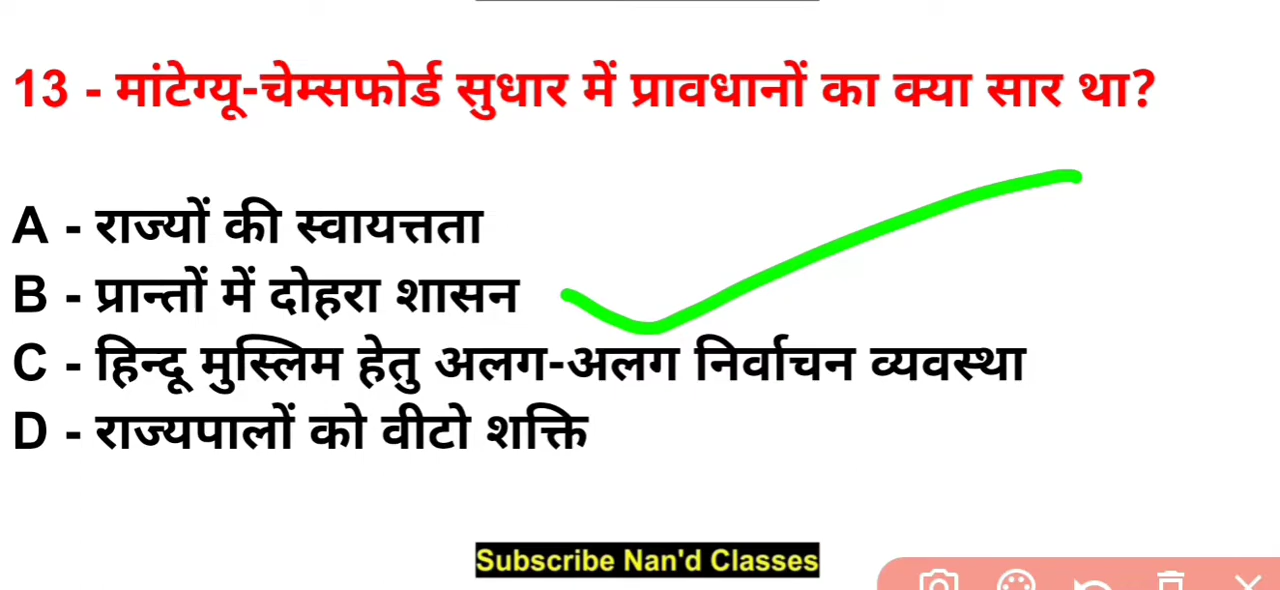 13 - मांटेग्यू-चेम्सफोर्ड सुधार में प्रावधानों का क्या सार था?
A - राज्यों की स्वायत्तता
B - प्रान्तों में दोहरा शासन
C - हिन्दू मुस्लिम हेतु अलग-अलग निर्वाचन व्यवस्था
D - राज्यपालों को वीटो शक्ति
Subscribe Nan'd Classes